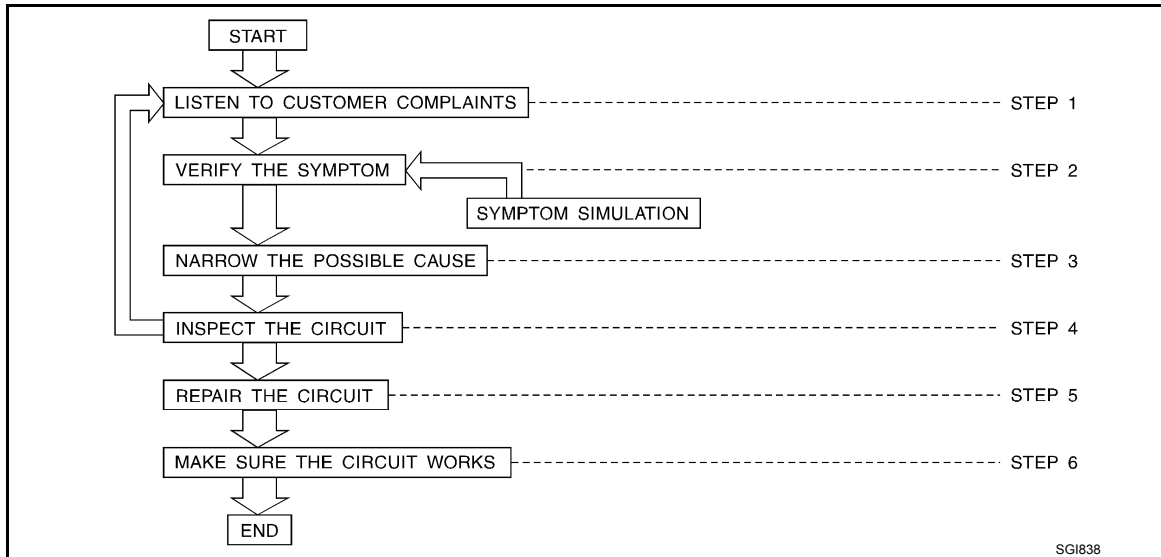 START
LISTEN TO CUSTOMER COMPLAINTS STEP 1
VERIFY THE SYMPTOM STEP 2
SYMPTOM SIMULATION
NARROW THE POSSIBLE CAUSE STEP 3
INSPECT THE CIRCUIT STEP 4
REPAIR THE CIRCUIT STEP 5
MAKE SURE THE CIRCUIT WORKS STEP 6
END
SGI838